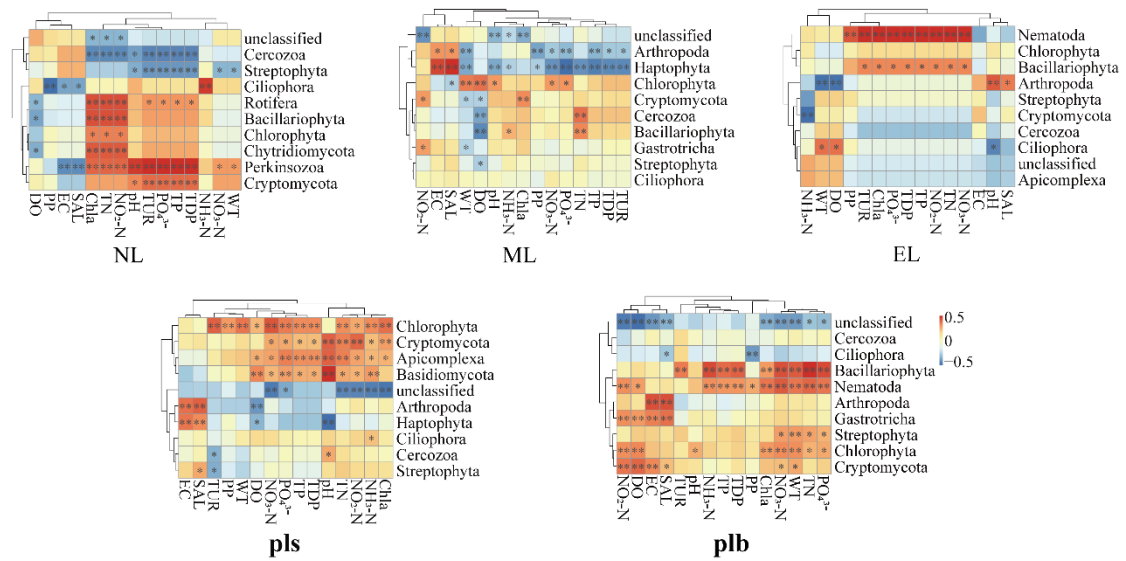 unclassified
Cercozoa
Streptophyta
Ciliophora
Rotifera
Bacillariophyta
Chlorophyta
Chytridiomycota
Perkinsozoa
Cryptomycota
DO
PP
EC
SAL
Chla
TN
NO₂-N
pH
TUR
PO₄³-
TP
TDP
NH₃-N
NO₃-N
WT
NL
unclassified
Arthropoda
Haptophyta
Chlorophyta
Cryptomycota
Cercozoa
Bacillariophyta
Gastrotricha
Streptophyta
Ciliophora
NO₂-N
EC
SAL
WT
DO
pH
NH₃-N
Chla
PP
NO₃-N
PO₄³-
TN
TP
TDP
TUR
ML
Nematoda
Chlorophyta
Bacillariophyta
Arthropoda
Streptophyta
Cryptomycota
Cercozoa
Ciliophora
unclassified
Apicomplexa
NH₃-N
WT
DO
PP
TUR
Chla
PO₄³-
TDP
TP
NO₂-N
TN
NO₃-N
EC
pH
SAL
EL
Chlorophyta
Cryptomycota
Apicomplexa
Basidiomycota
unclassified
Arthropoda
Haptophyta
Ciliophora
Cercozoa
Streptophyta
EC
SAL
TUR
PP
WT
DO
NO₃-N
PO₄³-
TP
TDP
pH
TN
NO₂-N
NH₃-N
Chla
pls
unclassified
Cercozoa
Ciliophora
Bacillariophyta
Nematoda
Arthropoda
Gastrotricha
Streptophyta
Chlorophyta
Cryptomycota
NO₂-N
DO
EC
SAL
TUR
pH
NH₃-N
TP
TDP
PP
Chla
NO₃-N
WT
TN
PO₄³-
plb
0.5
0
-0.5